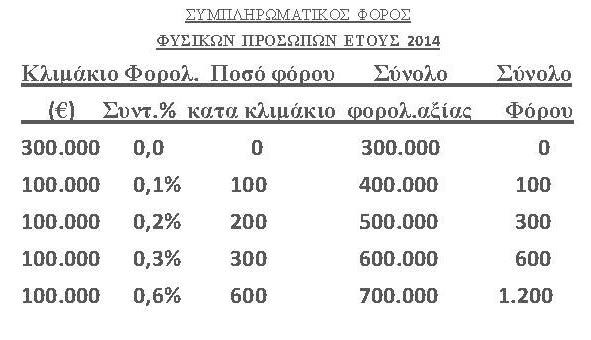 ΣΥΜΠΛΗΡΩΜΑΤΙΚΟΣ ΦΟΡΟΣ
ΦΥΣΙΚΩΝ ΠΡΟΣΩΠΩΝ ΕΤΟΥΣ 2014
Κλιμάκιο Φορολ. Ποσό φόρου Σύνολο Σύνολο
(€) Συντ.% κατα κλιμάκιο φορολ.αξίας Φόρου
300.000 0,0 0 300.000 0
100.000 0,1% 100 400.000 100
100.000 0,2% 200 500.000 300
100.000 0,3% 300 600.000 600
100.000 0,6% 600 700.000 1.200